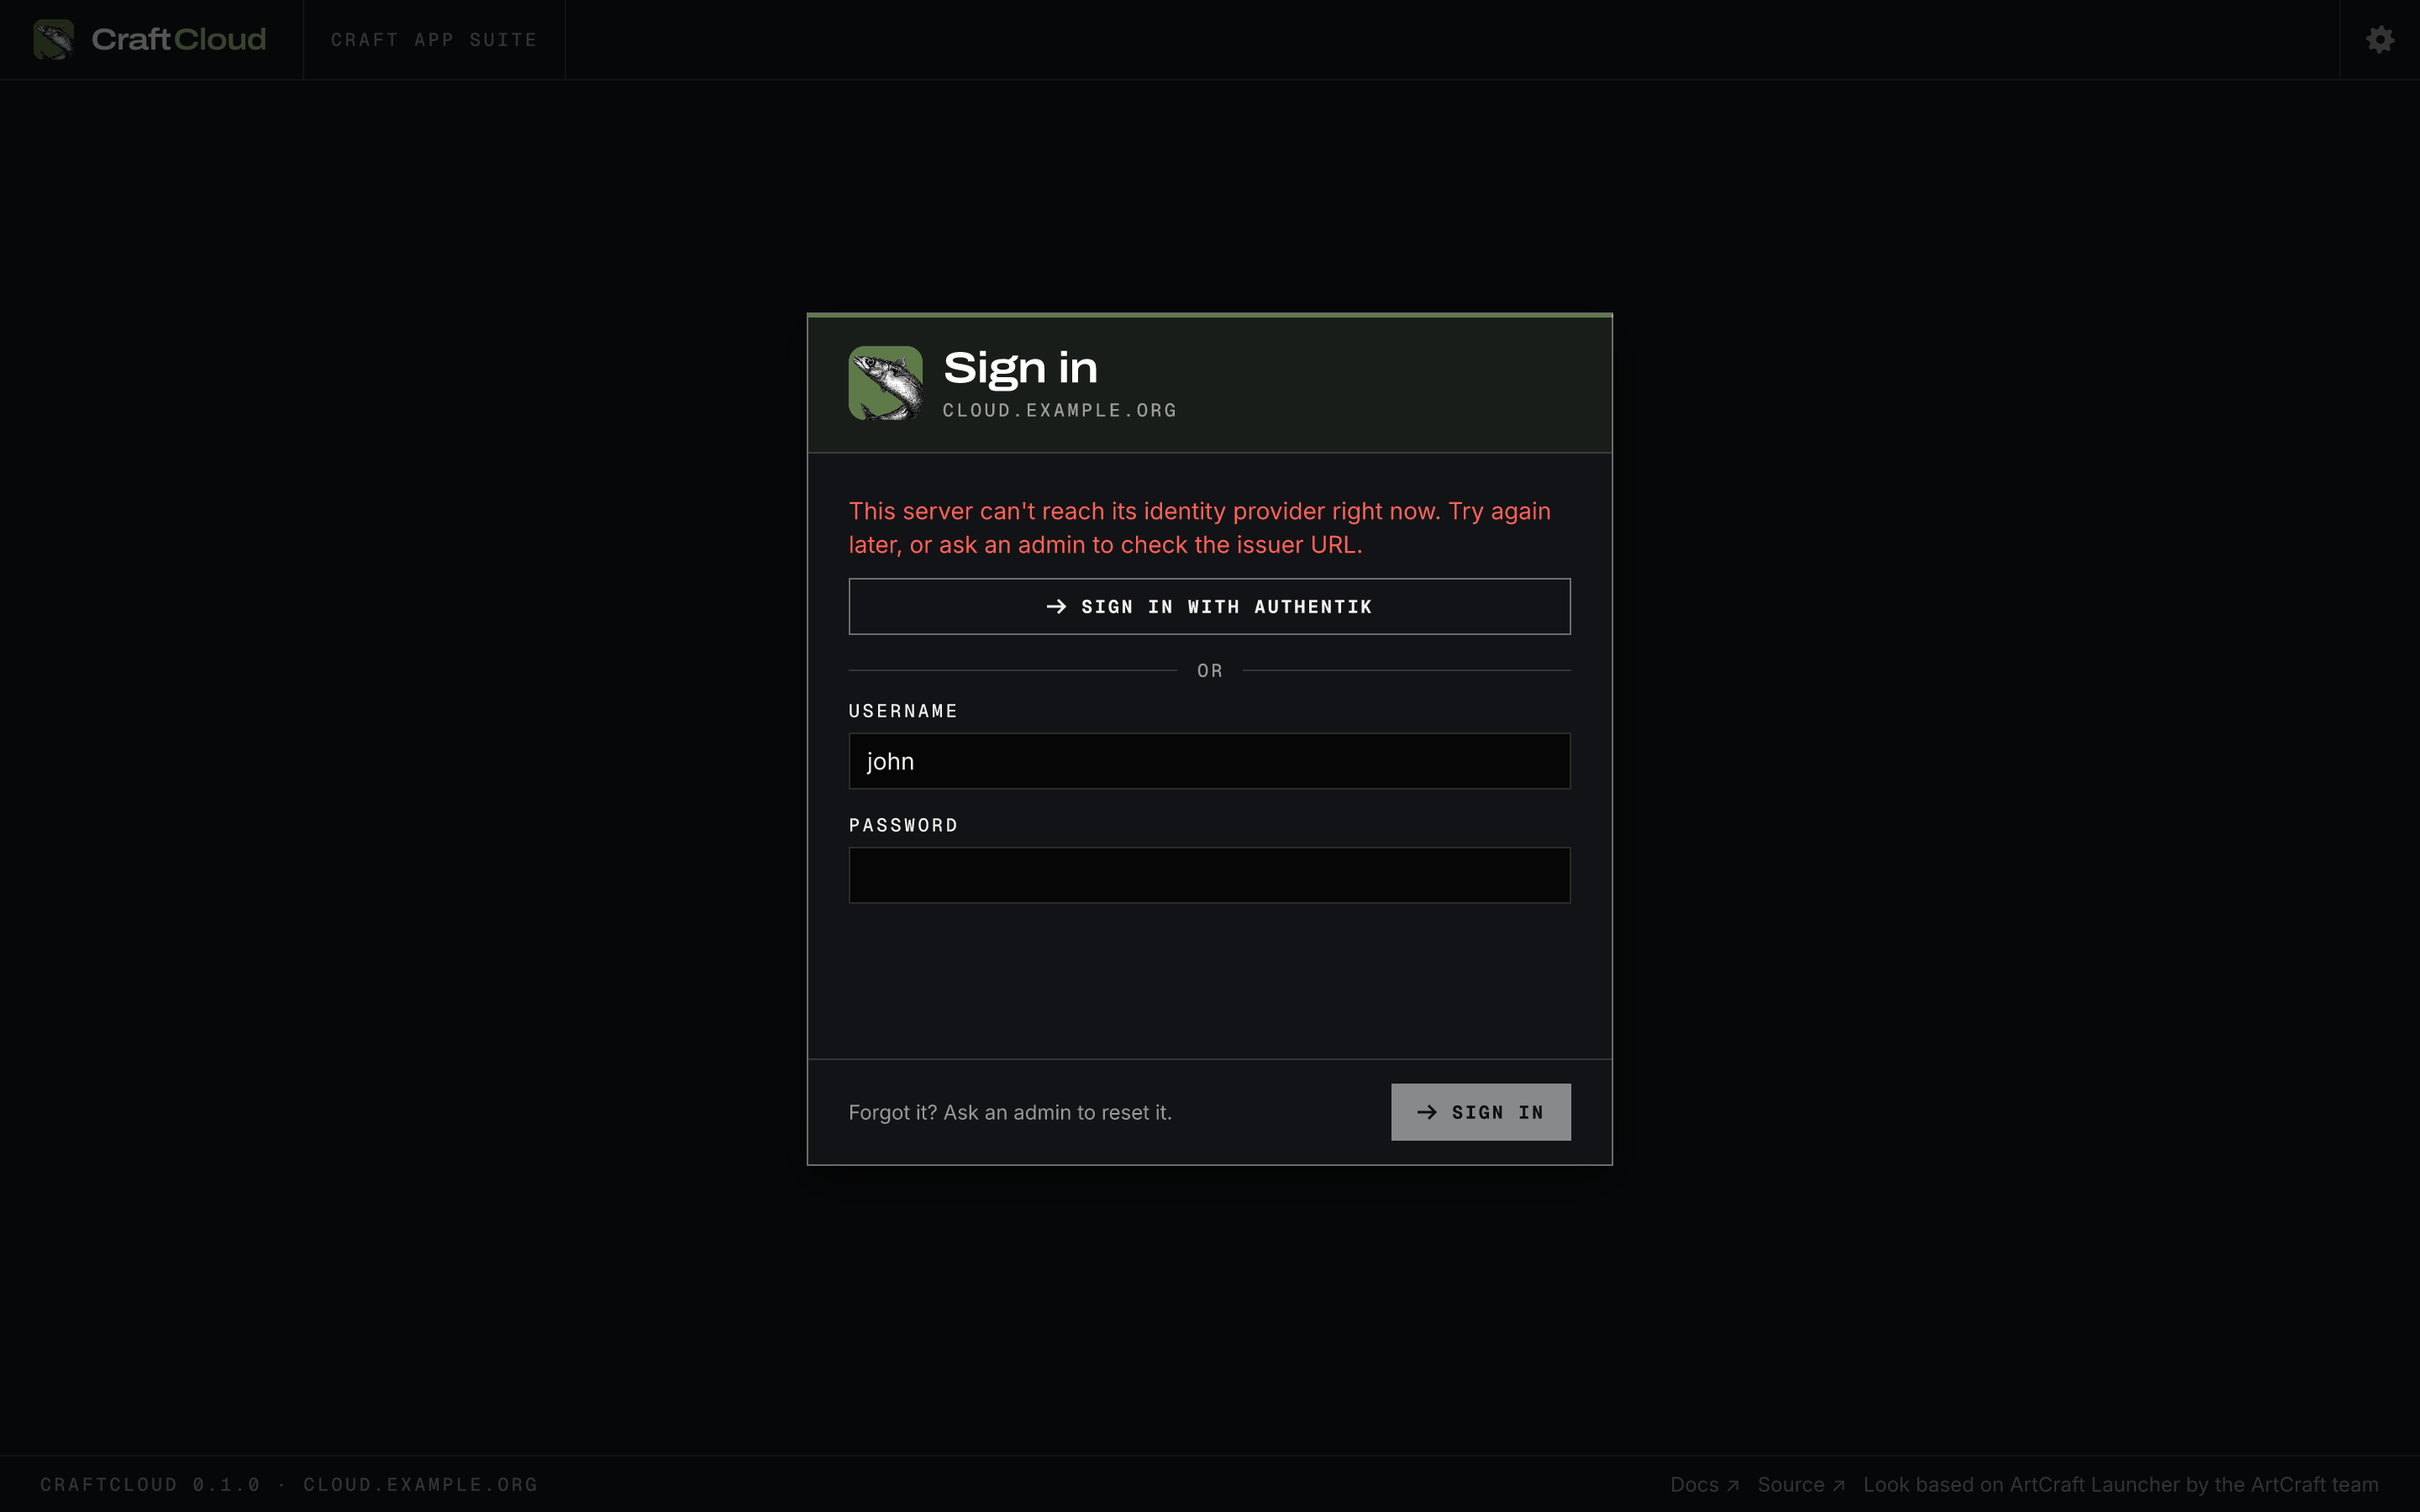 CraftCloud
CRAFT APP SUITE
Sign in
CLOUD.EXAMPLE.ORG
This server can't reach its identity provider right now. Try again
later, or ask an admin to check the issuer URL.
→ SIGN IN WITH AUTHENTIK
OR
USERNAME
john
PASSWORD
Forgot it? Ask an admin to reset it.
→ SIGN IN
CRAFTCLOUD 0.1.0 · CLOUD.EXAMPLE.ORG
Docs ↗ Source ↗ Look based on ArtCraft Launcher by the ArtCraft team